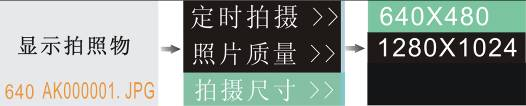 显示拍照物
640 AK000001.JPG
定时拍摄 >>
照片质量 >>
拍摄尺寸 >>
640X480
1280X1024